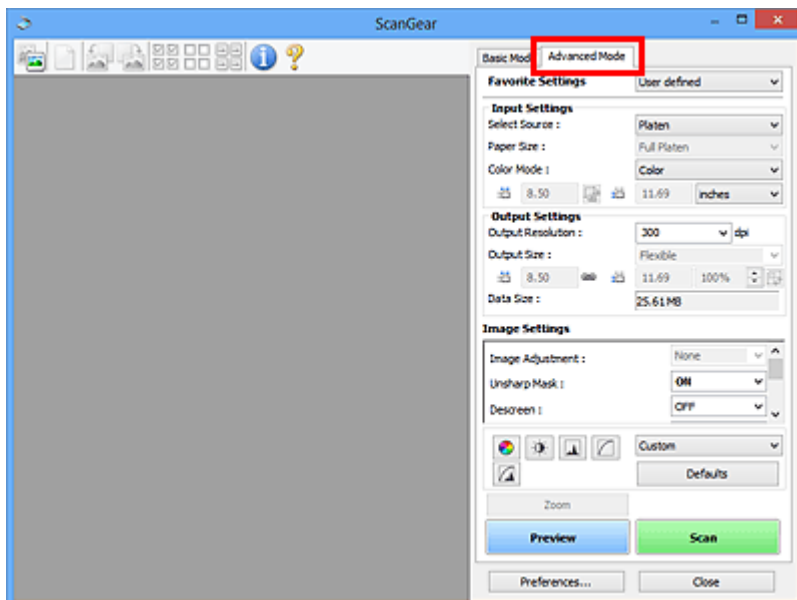 ScanGear
Basic Mod Advanced Mode
Favorite Settings User defined
Input Settings
Select Source : Platen
Paper Size : Full Platen
Color Mode : Color
8.50 11.69 inches
Output Settings
Output Resolution : 300 dpi
Output Size : Flexible
8.50 11.69 100%
Data Size : 25.61MB
Image Settings
Image Adjustment : None
Unsharp Mask : ON
Descreen : OFF
Custom
Defaults
Zoom
Preview Scan
Preferences... Close